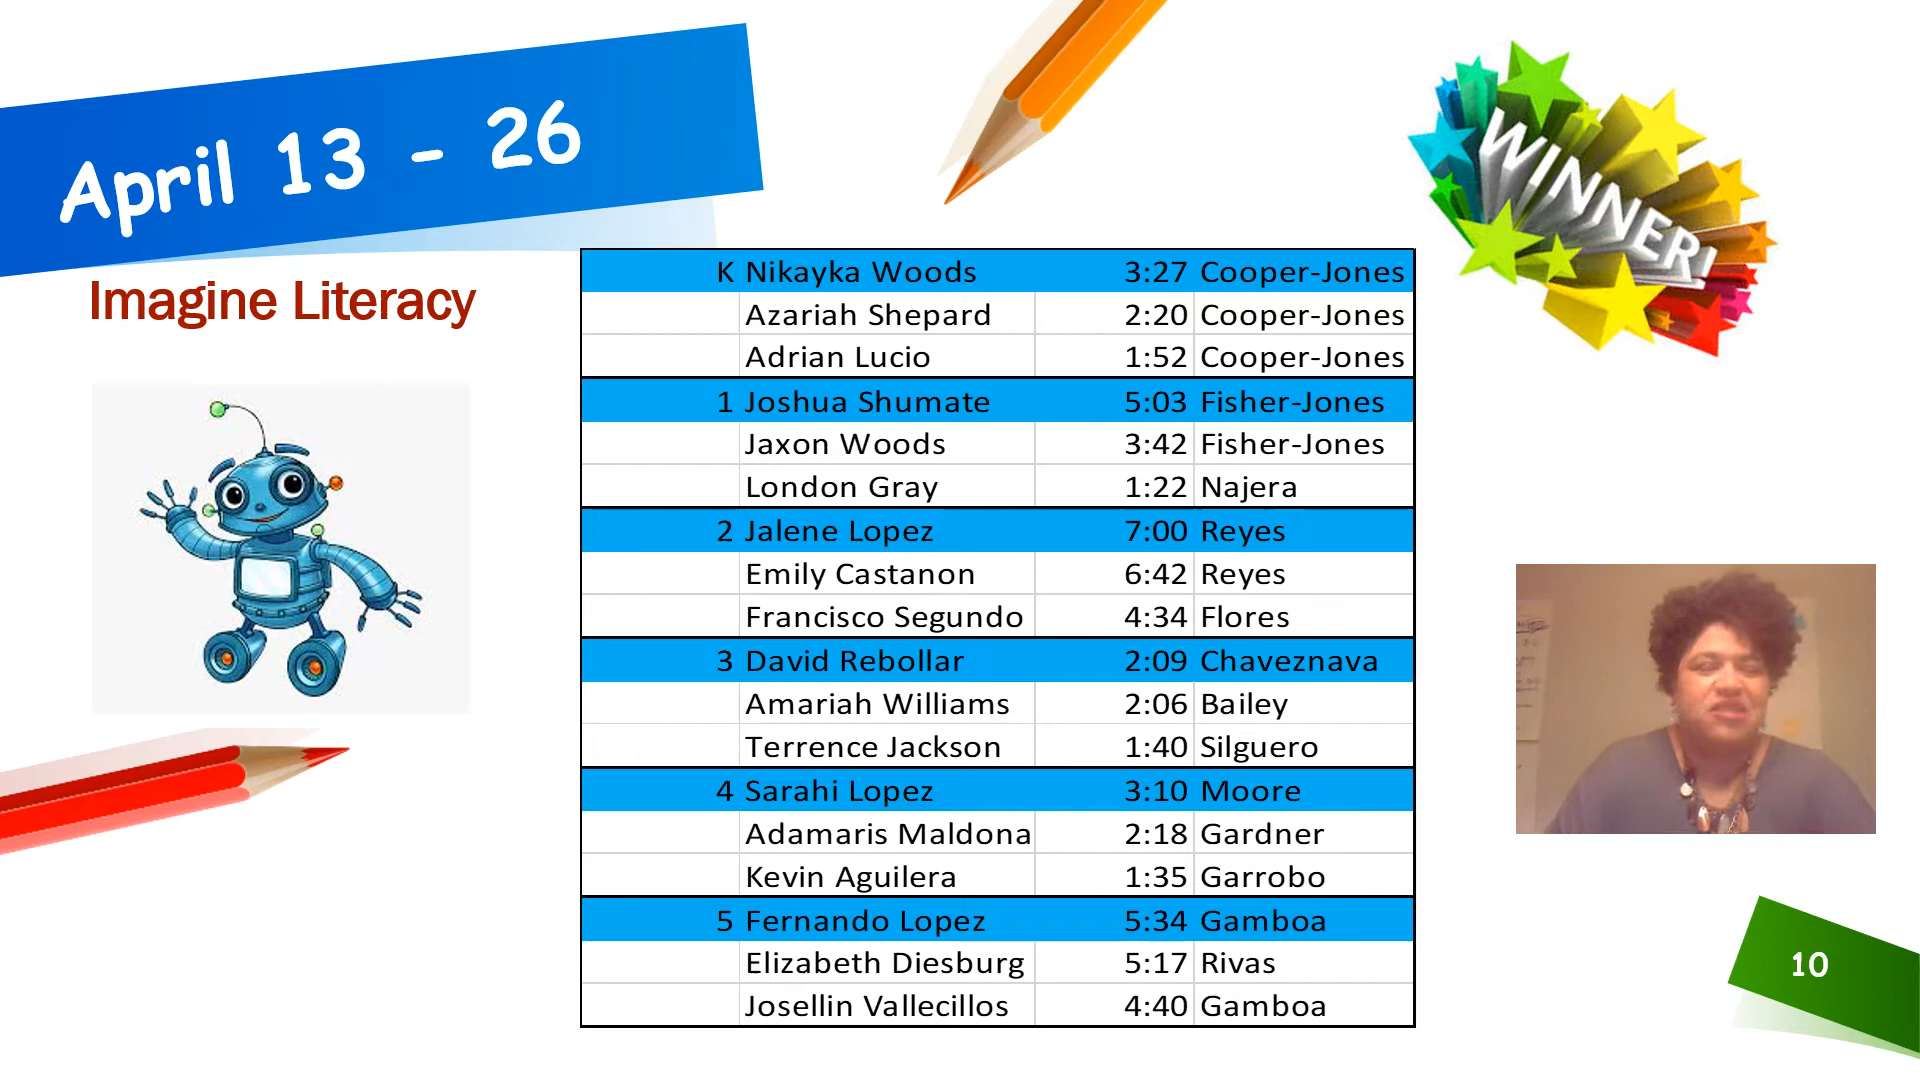 April 13 - 26
WINNER!
Imagine Literacy
K Nikayka Woods 3:27 Cooper-Jones
Azariah Shepard 2:20 Cooper-Jones
Adrian Lucio 1:52 Cooper-Jones
1 Joshua Shumate 5:03 Fisher-Jones
Jaxon Woods 3:42 Fisher-Jones
London Gray 1:22 Najera
2 Jalene Lopez 7:00 Reyes
Emily Castanon 6:42 Reyes
Francisco Segundo 4:34 Flores
3 David Rebollar 2:09 Chaveznava
Amariah Williams 2:06 Bailey
Terrence Jackson 1:40 Silguero
4 Sarahi Lopez 3:10 Moore
Adamaris Maldona 2:18 Gardner
Kevin Aguilera 1:35 Garrobo
5 Fernando Lopez 5:34 Gamboa
Elizabeth Diesburg 5:17 Rivas
Josellin Vallecillos 4:40 Gamboa
10